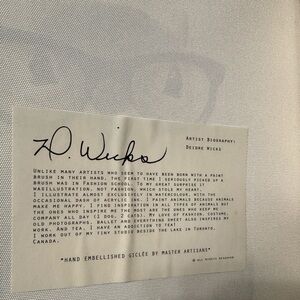 D. Wicks
ARTIST BIOGRAPHY:
DEIDRE WICKS
UNLIKE MANY ARTISTS WHO SEEM TO HAVE BEEN BORN WITH A PAINT
BRUSH IN THEIR HAND, THE FIRST TIME I SERIOUSLY PICKED UP A
BRUSH WAS IN FASHION SCHOOL. TO MY GREAT SURPRISE IT
WAS ILLUSTRATION, NOT FASHION, WHICH STOLE MY HEART.
I ILLUSTRATE ALMOST EXCLUSIVELY IN WATERCOLOUR, WITH THE
OCCASIONAL DASH OF ACRYLIC INK. I PAINT ANIMALS BECAUSE ANIMALS
MAKE ME HAPPY. I FIND INSPIRATION IN ALL TYPES OF ANIMALS BUT
THE ONES WHO INSPIRE ME THE MOST ARE THE ONES WHO KEEP ME
COMPANY ALL DAY (1 DOG, 2 CATS). MY LOVE OF FASHION, COSTUME,
OLD PHOTOGRAPHS, BALLET AND EVERYTHING SWEET ALSO INSPIRES MY
WORK. AND TEA. I HAVE AN ADDICTION TO TEA!
I WORK OUT OF MY TINY STUDIO BESIDE THE LAKE IN TORONTO,
CANADA.
"HAND EMBELLISHED GICLÉE BY MASTER ARTISANS"
© ALL RIGHTS RESERVED